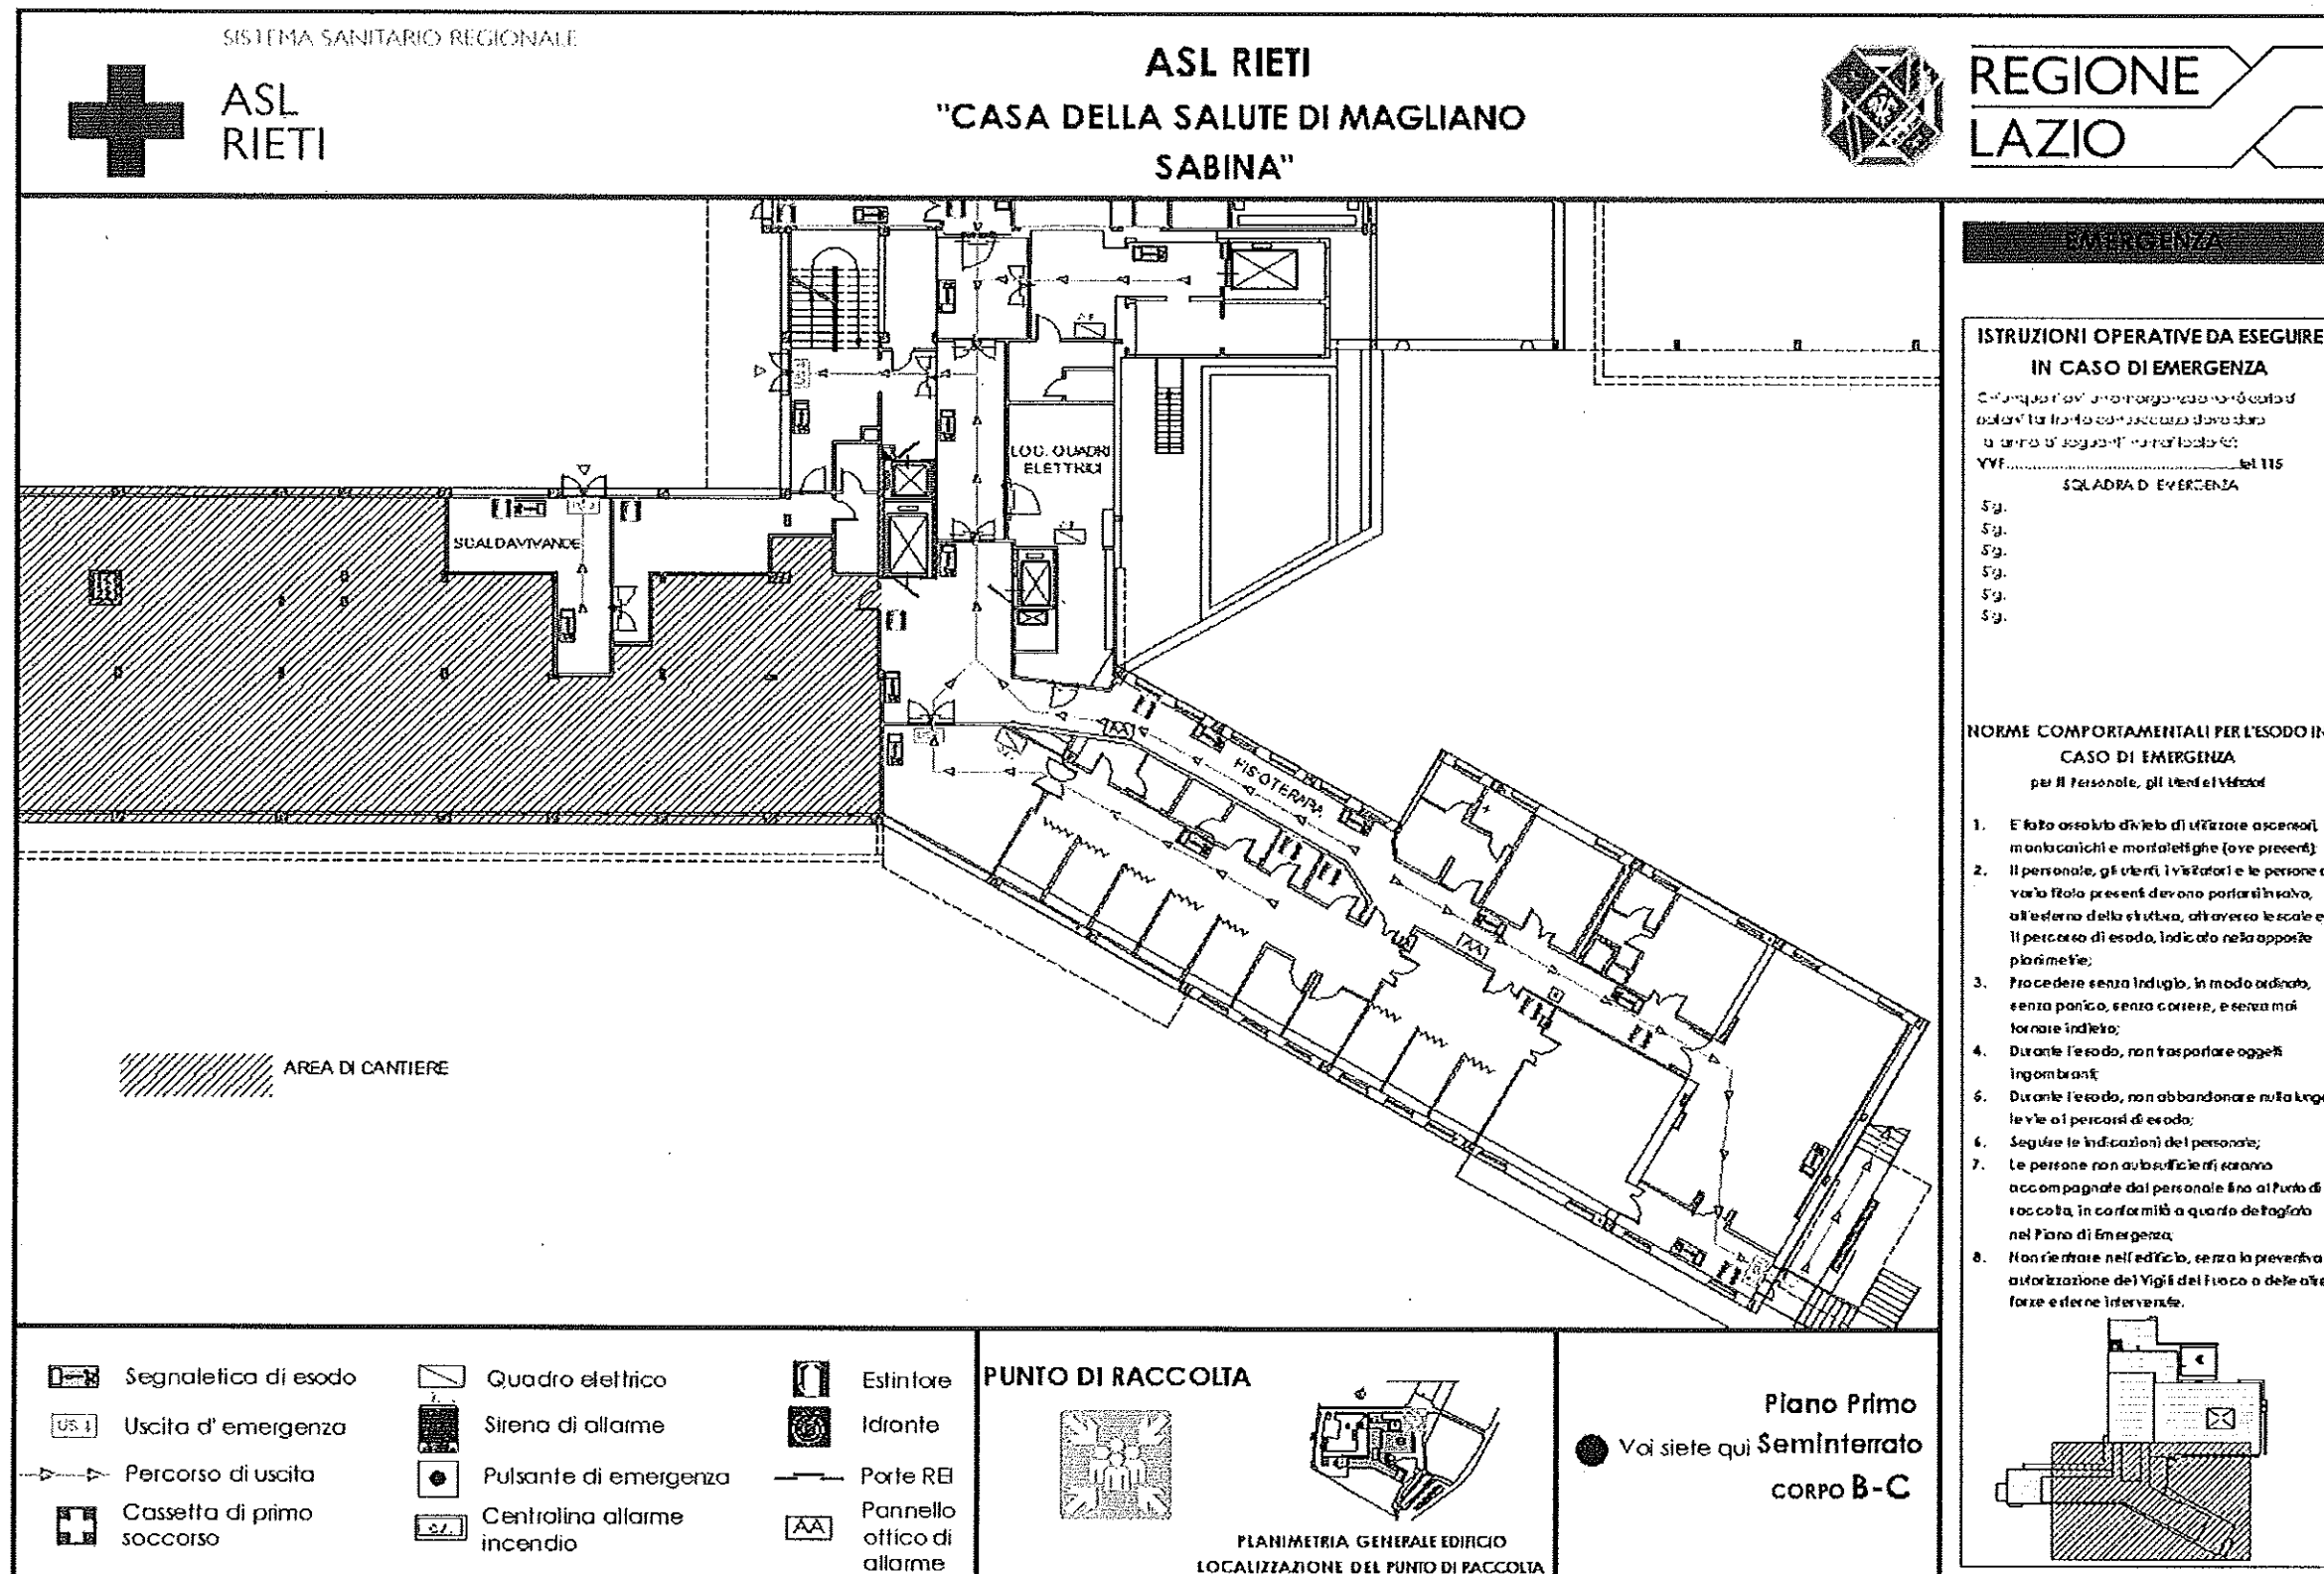 SISTEMA SANITARIO REGIONALE
ASL
RIETI
ASL RIETI
"CASA DELLA SALUTE DI MAGLIANO
SABINA"
REGIONE
LAZIO
LOC. QUADRI
ELETTRICI
SCALDAVIVANDE
AA
FISIOTERAPIA
AA
AREA DI CANTIERE
EMERGENZA
ISTRUZIONI OPERATIVE DA ESEGUIRE
IN CASO DI EMERGENZA
VVF tel 115
SQUADRA DI EMERGENZA
Sg.
Sg.
Sg.
Sg.
Sg.
Sg.
NORME COMPORTAMENTALI PER L'ESODO IN
CASO DI EMERGENZA
per il Personale, gli Utenti e i Visitatori
1. E' fatto assoluto divieto di utilizzare ascensori,
montacarichi e montalettighe (ove presenti);
2. Il personale, gli utenti, i visitatori e le persone a
vario titolo presenti devono portarsi in salvo,
all'esterno della struttura, attraverso le scale e
il percorso di esodo, indicato nelle apposite
planimetrie;
3. Procedere senza indugio, in modo ordinato,
senza panico, senza correre, e senza mai
tornare indietro;
4. Durante l'esodo, non trasportare oggetti
ingombranti;
5. Durante l'esodo, non abbandonare nulla lungo
le vie o i percorsi di esodo;
6. Seguire le indicazioni del personale;
7. Le persone non autosufficienti saranno
accompagnate dal personale fino al Punto di
raccolta, in conformità a quanto dettagliato
nel Piano di Emergenza;
8. Non rientrare nell'edificio, senza la preventiva
autorizzazione dei Vigili del Fuoco o delle altre
forze esterne intervenute.
Segnaletica di esodo
US 1 Uscita d' emergenza
Percorso di uscita
Cassetta di primo
soccorso
Quadro elettrico
Sirena di allarme
Pulsante di emergenza
Centralina allarme
incendio
Estintore
Idrante
Porte REI
AA Pannello
ottico di
allarme
PUNTO DI RACCOLTA
PLANIMETRIA GENERALE EDIFICIO
LOCALIZZAZIONE DEL PUNTO DI RACCOLTA
Piano Primo
Voi siete qui Seminterrato
CORPO B-C